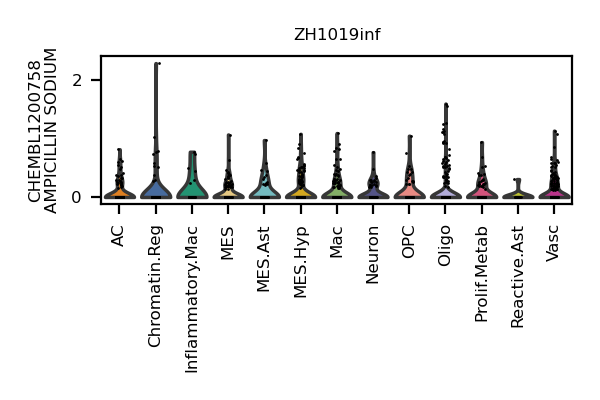 ZH1019inf
CHEMBL1200758
AMPICILLIN SODIUM
2
0
AC
Chromatin.Reg
Inflammatory.Mac
MES
MES.Ast
MES.Hyp
Mac
Neuron
OPC
Oligo
Prolif.Metab
Reactive.Ast
Vasc